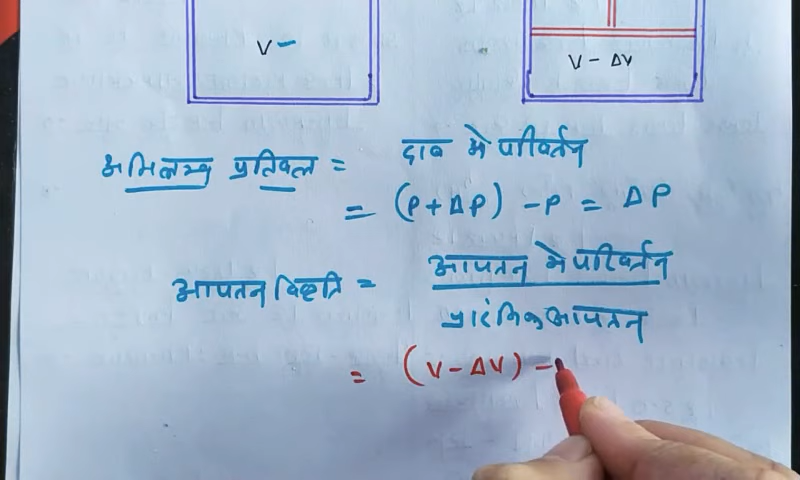 V -
V - ΔV
अभिलम्ब प्रतिबल = दाब मे परिवर्तन
= (P + ΔP) - P = ΔP
आयतन विकृति = आयतन मे परिवर्तन
प्रारंभिक आयतन
= (V - ΔV) -